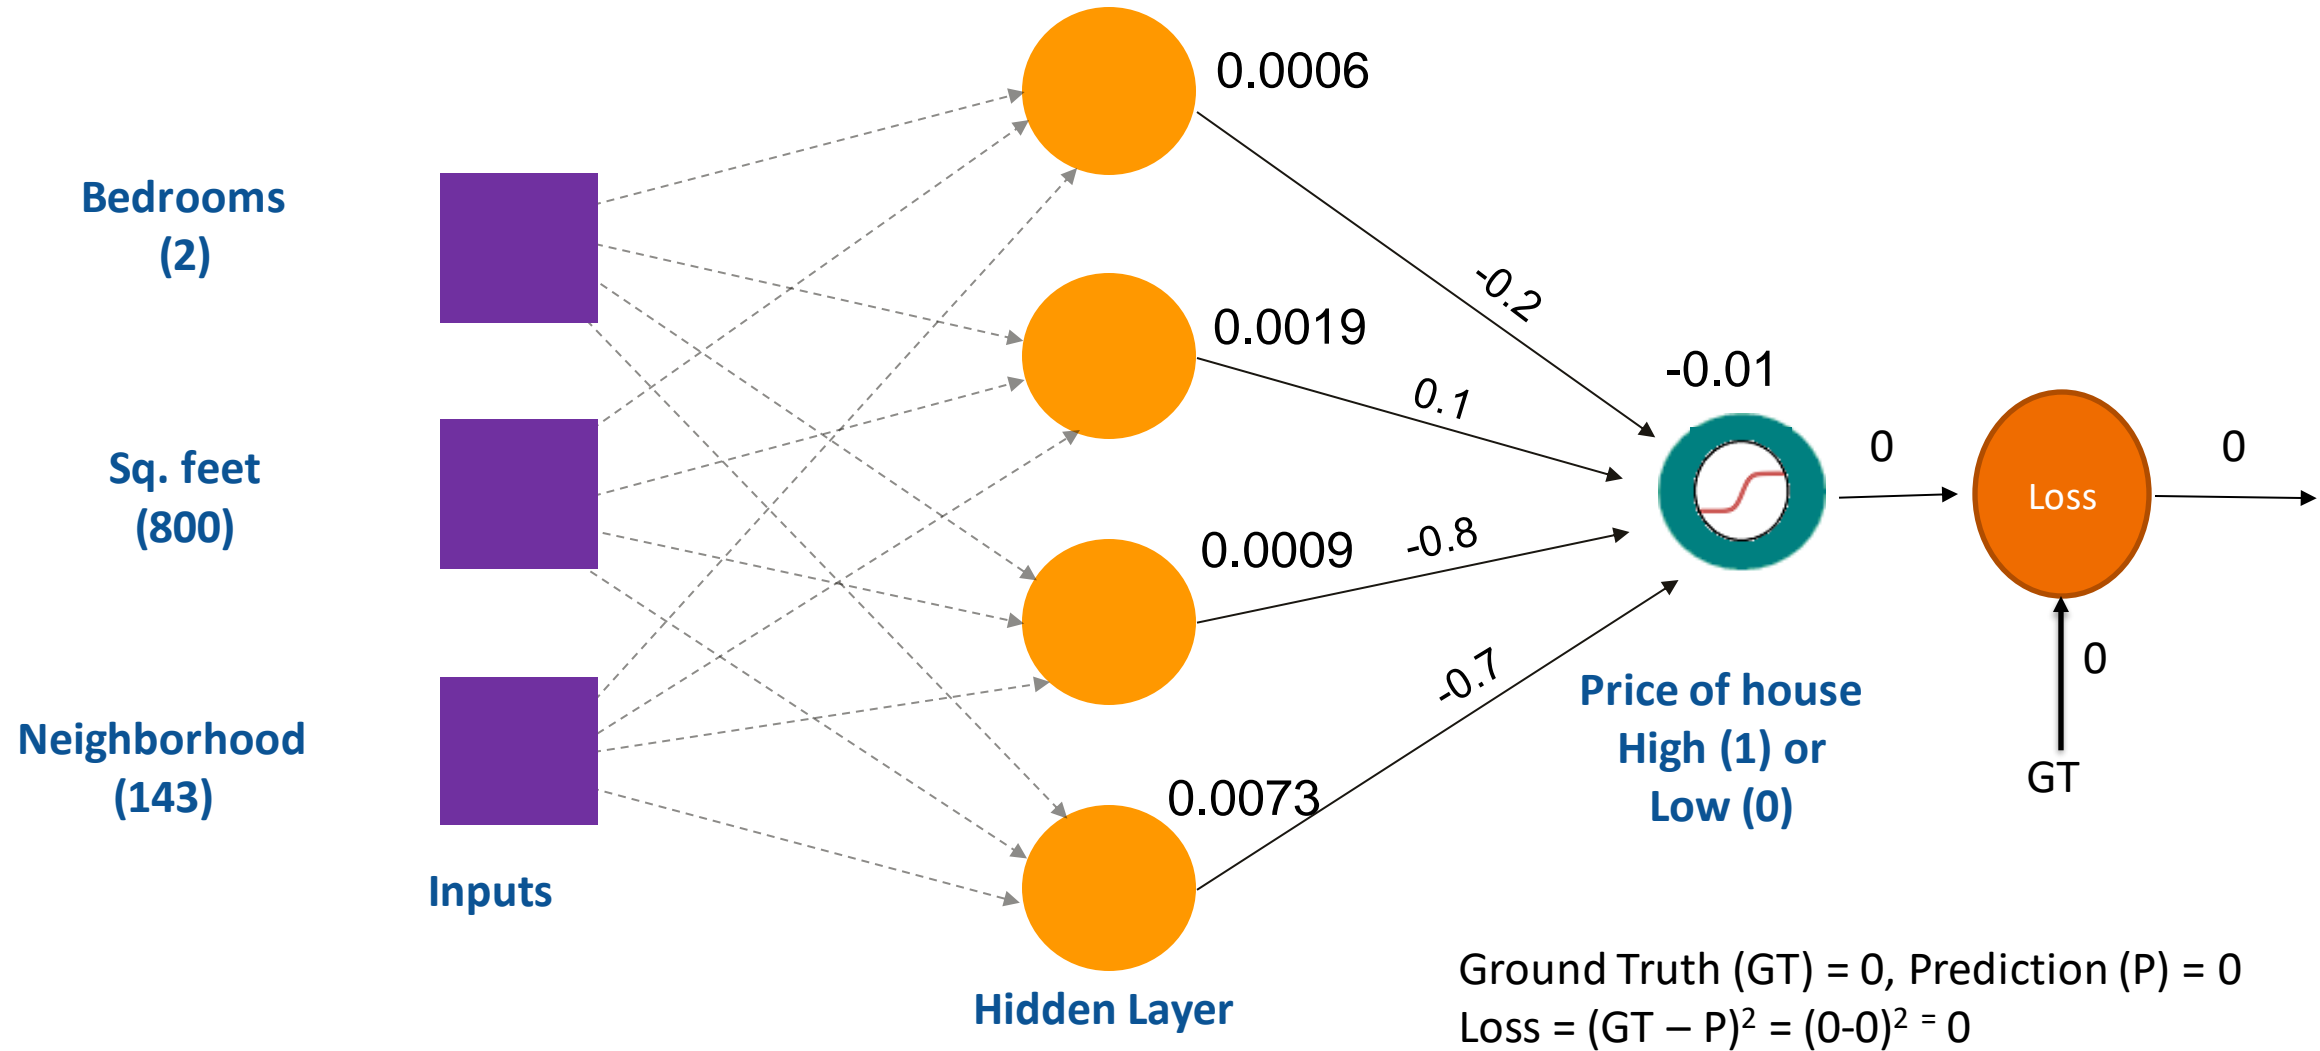 Bedrooms
(2)
Sq. feet
(800)
Neighborhood
(143)
Inputs
0.0006
0.0019
0.0009
0.0073
Hidden Layer
-0.2
0.1
-0.8
-0.7
-0.01
Price of house
High (1) or
Low (0)
0
Loss
0
0
GT
Ground Truth (GT) = 0, Prediction (P) = 0
Loss = (GT – P)² = (0-0)² ⁼ 0